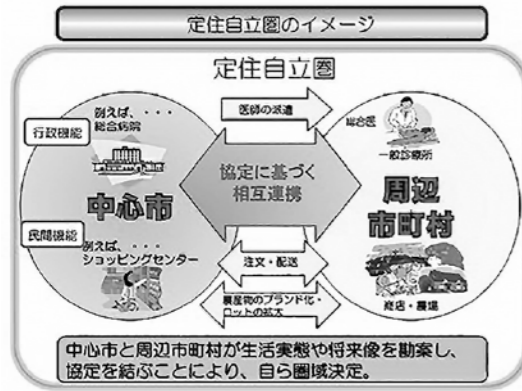 定住自立圏のイメージ
定住自立圏
例えば、・・・
総合病院
行政機能
中心市
民間機能
例えば、・・・
ショッピングセンター
医師の派遣
協定に基づく
相互連携
注文・配送
農産物のブランド化・
ロットの拡大
総合医
一般診療所
周辺
市町村
商店・農場
中心市と周辺市町村が生活実態や将来像を勘案し、
協定を結ぶことにより、自ら圏域決定。